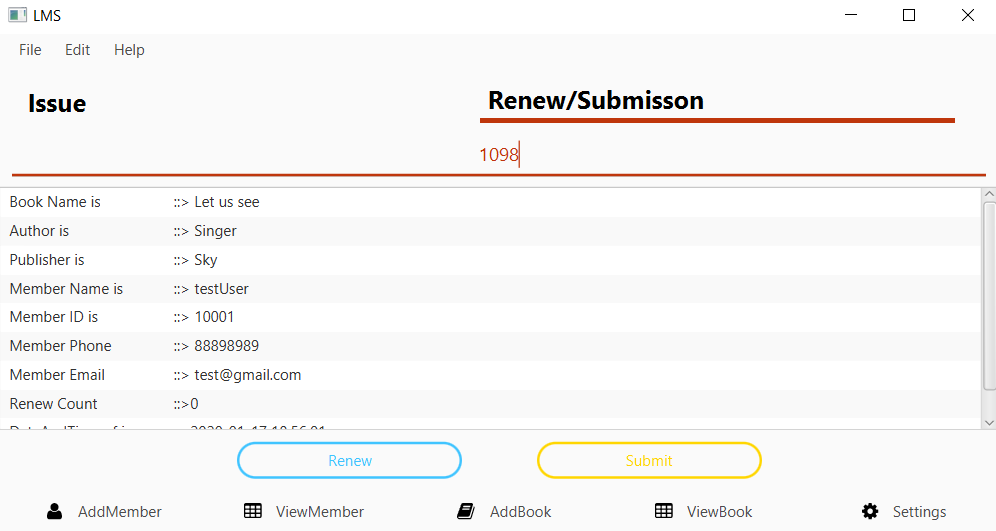 LMS
File Edit Help
Issue
Renew/Submisson
1098
Book Name is ::> Let us see
Author is ::> Singer
Publisher is ::> Sky
Member Name is ::> testUser
Member ID is ::> 10001
Member Phone ::> 88898989
Member Email ::> test@gmail.com
Renew Count ::>0
Renew Submit
AddMember ViewMember AddBook ViewBook Settings